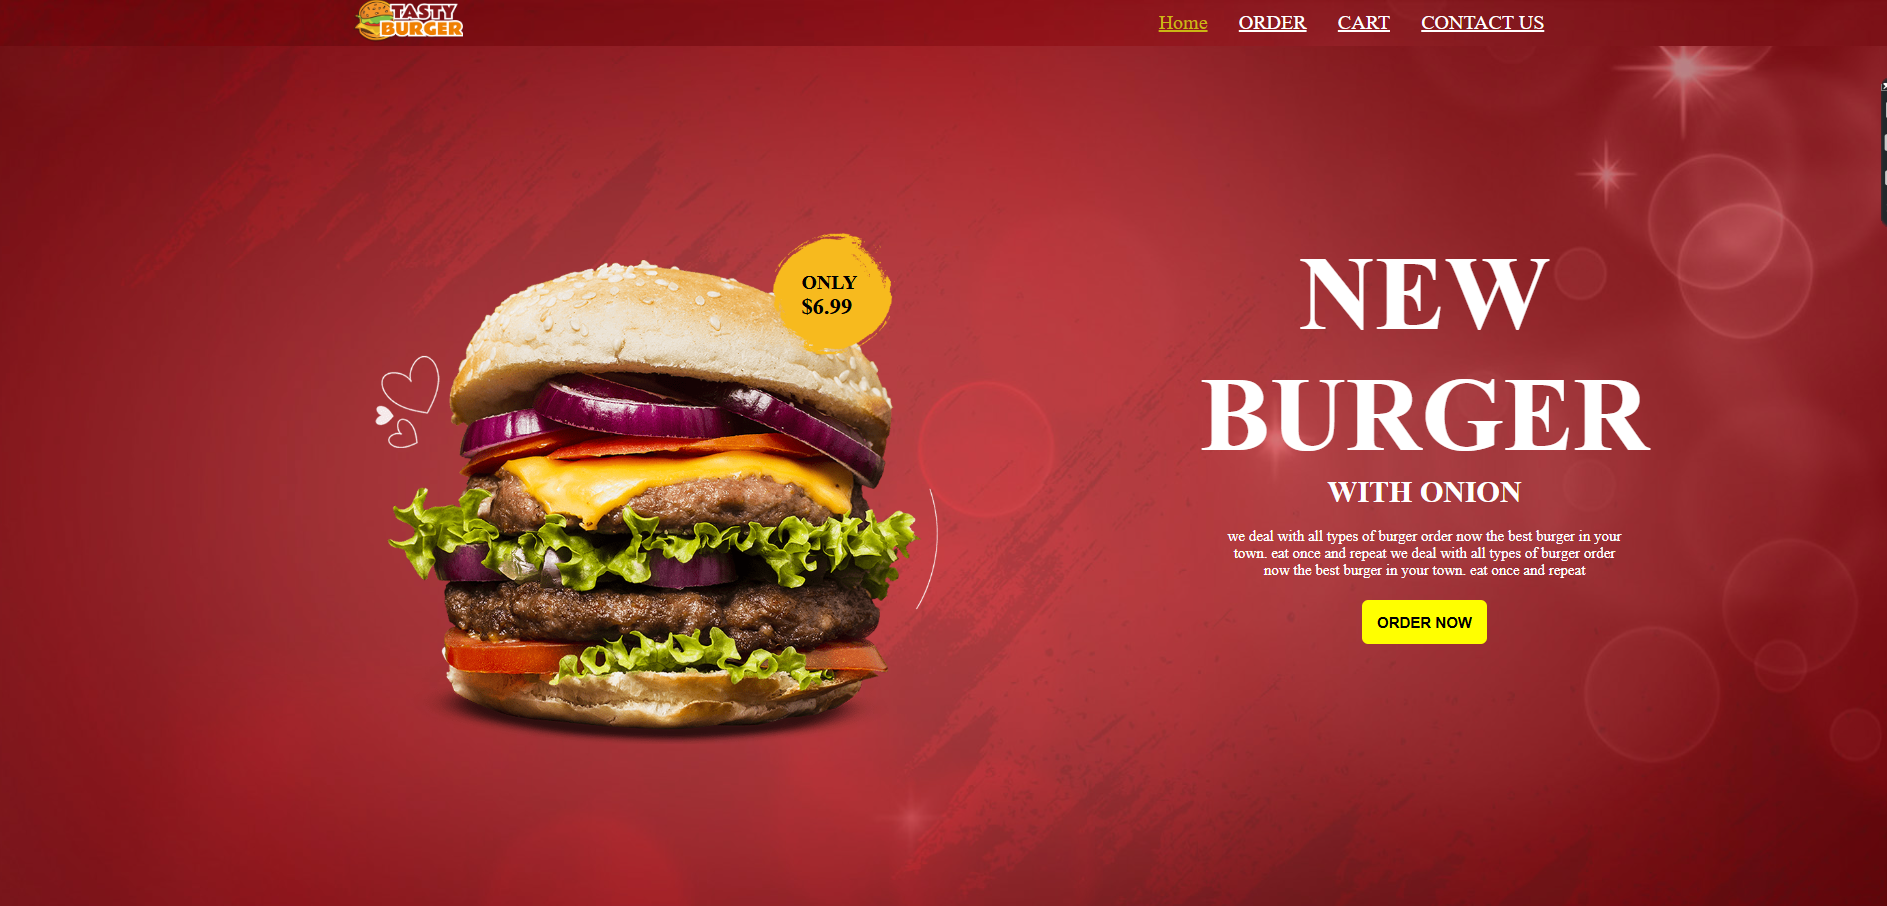 TASTY
BURGER
Home ORDER CART CONTACT US
ONLY
$6.99
NEW
BURGER
WITH ONION
we deal with all types of burger order now the best burger in your
town. eat once and repeat we deal with all types of burger order
now the best burger in your town. eat once and repeat
ORDER NOW